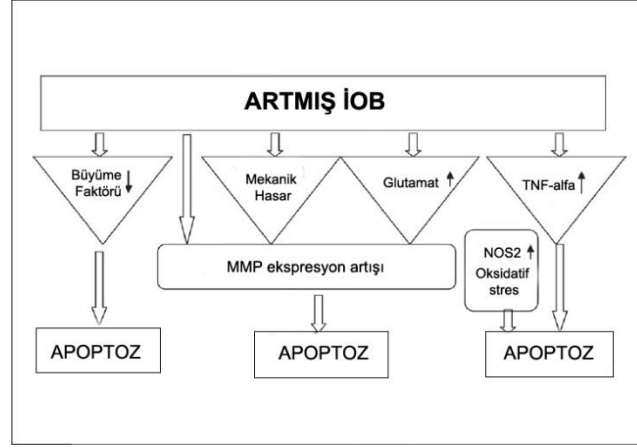 ARTMIŞ İOB
Büyüme
Faktörü ↓
Mekanik
Hasar
Glutamat ↑
TNF-alfa ↑
MMP ekspresyon artışı
NOS2 ↑
Oksidatif
stres
APOPTOZ
APOPTOZ
APOPTOZ